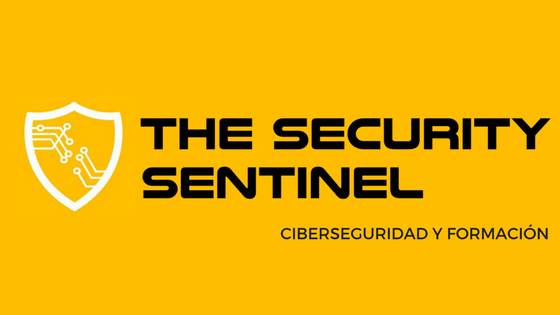 THE SECURITY
SENTINEL
CIBERSEGURIDAD Y FORMACIÓN